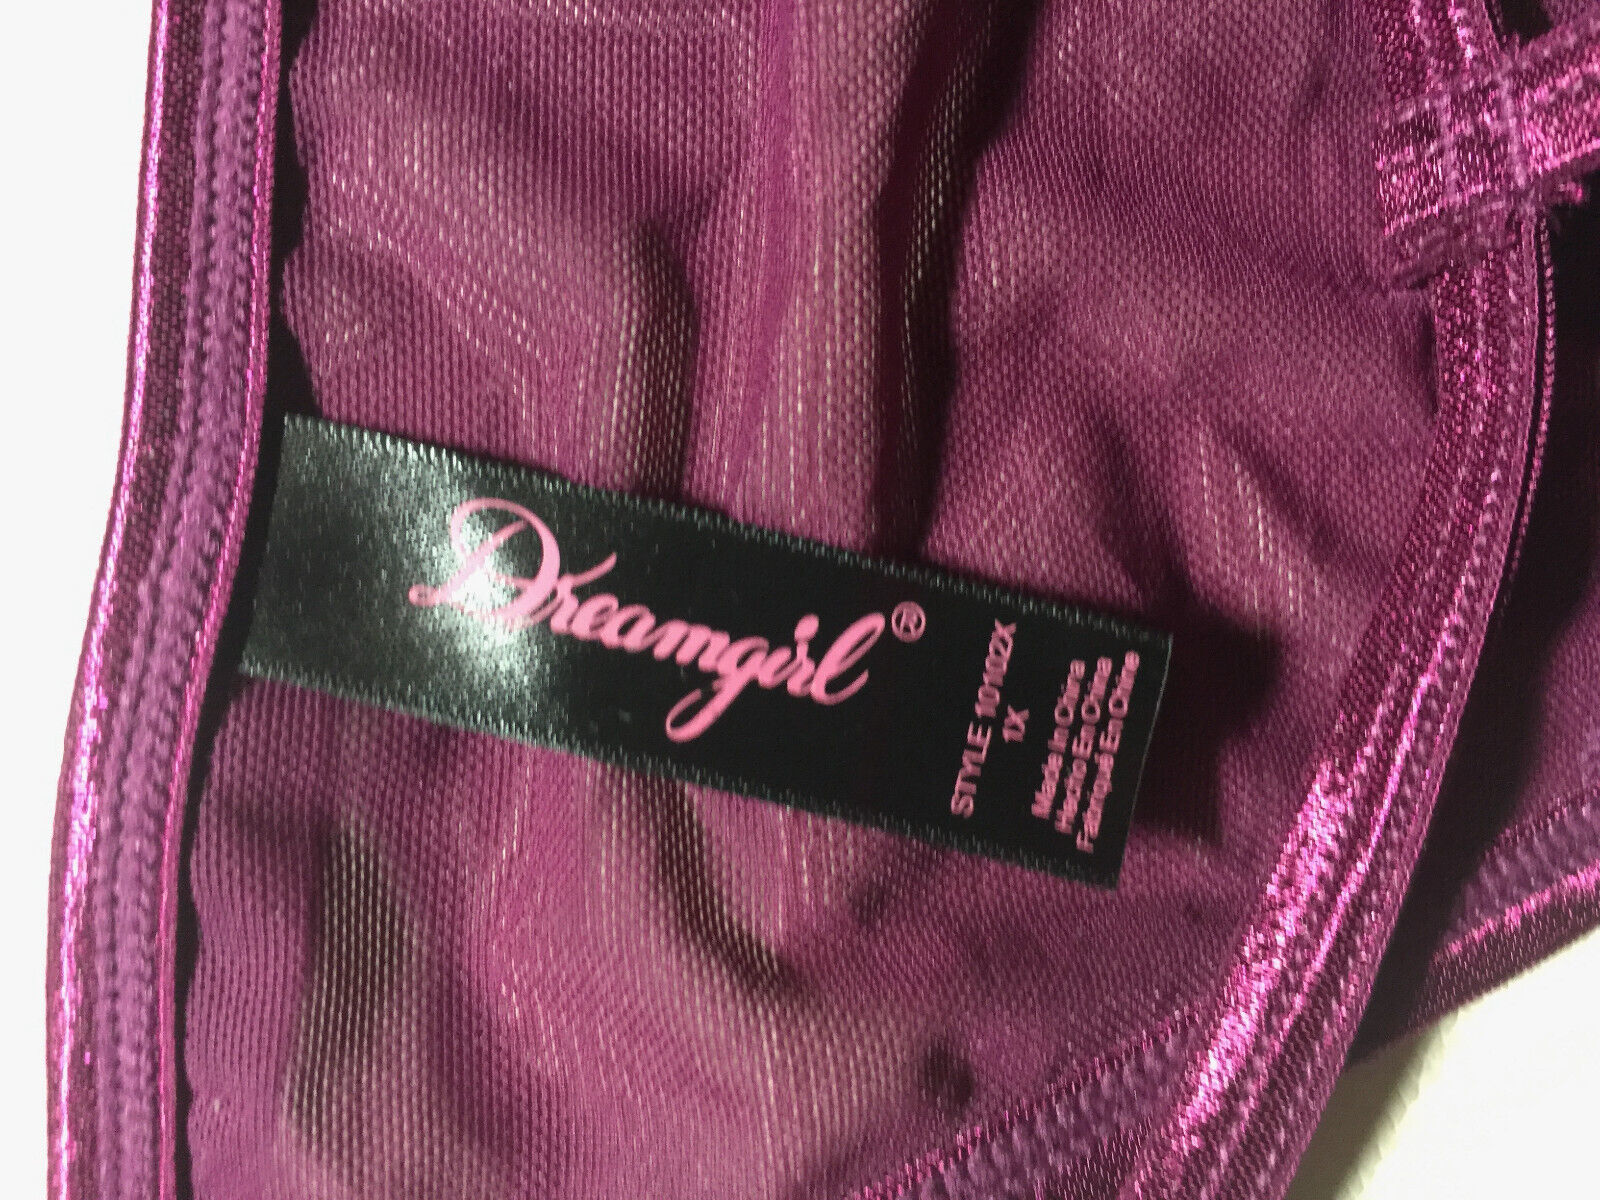 Dreamgirl®
STYLE 10102X
1X
Made In China
Hecho En China
Fabriqué En Chine